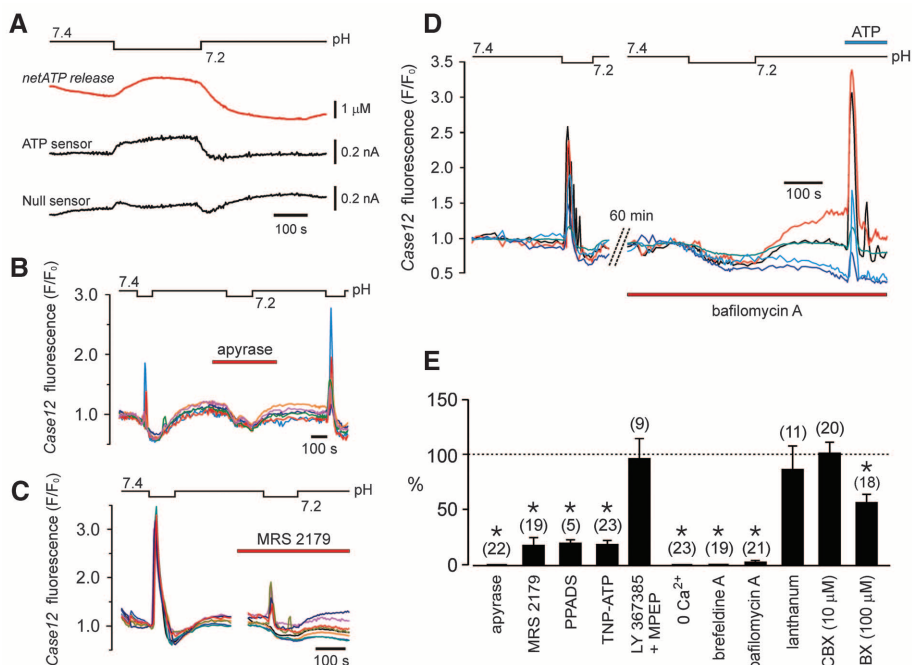 A
7.4
7.2
pH
netATP release
1 µM
ATP sensor
0.2 nA
Null sensor
0.2 nA
100 s
B
Case12 fluorescence (F/F0)
3.0
2.0
1.0
7.4
7.2
pH
apyrase
100 s
C
Case12 fluorescence (F/F0)
3.0
2.0
1.0
7.4
7.2
pH
MRS 2179
100 s
D
Case12 fluorescence (F/F0)
3.5
3.0
2.5
2.0
1.5
1.0
0.5
7.4
7.2
7.2
pH
ATP
100 s
60 min
bafilomycin A
E
%
150
100
50
0
*
(22)
*
(19)
*
(5)
*
(23)
(9)
*
(23)
*
(19)
*
(21)
(11)
(20)
*
(18)
apyrase
MRS 2179
PPADS
TNP-ATP
LY 367385
+ MPEP
0 Ca2+
brefeldine A
bafilomycin A
lanthanum
CBX (10 µM)
BX (100 µM)